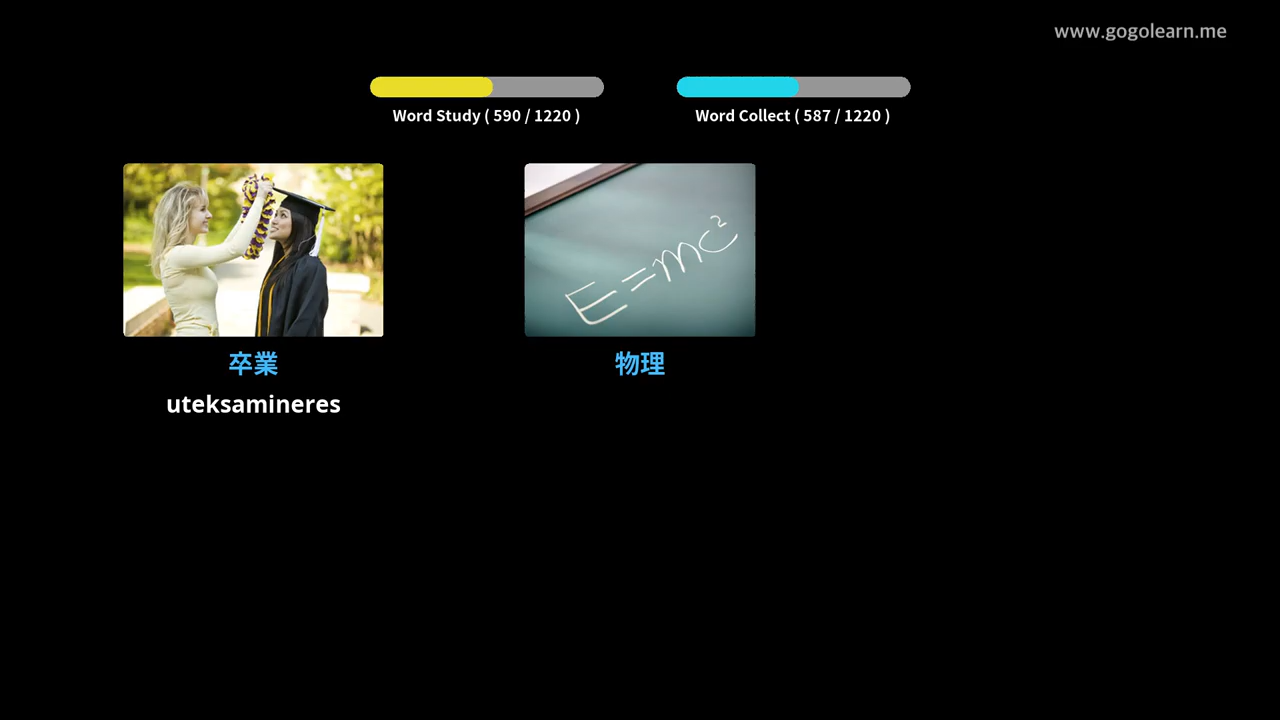 www.gogolearn.me
Word Study ( 590 / 1220 )
Word Collect ( 587 / 1220 )
E=mc²
卒業
物理
uteksamineres